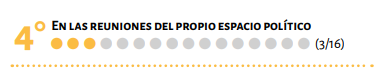 4° En las reuniones del propio espacio político
(3/16)